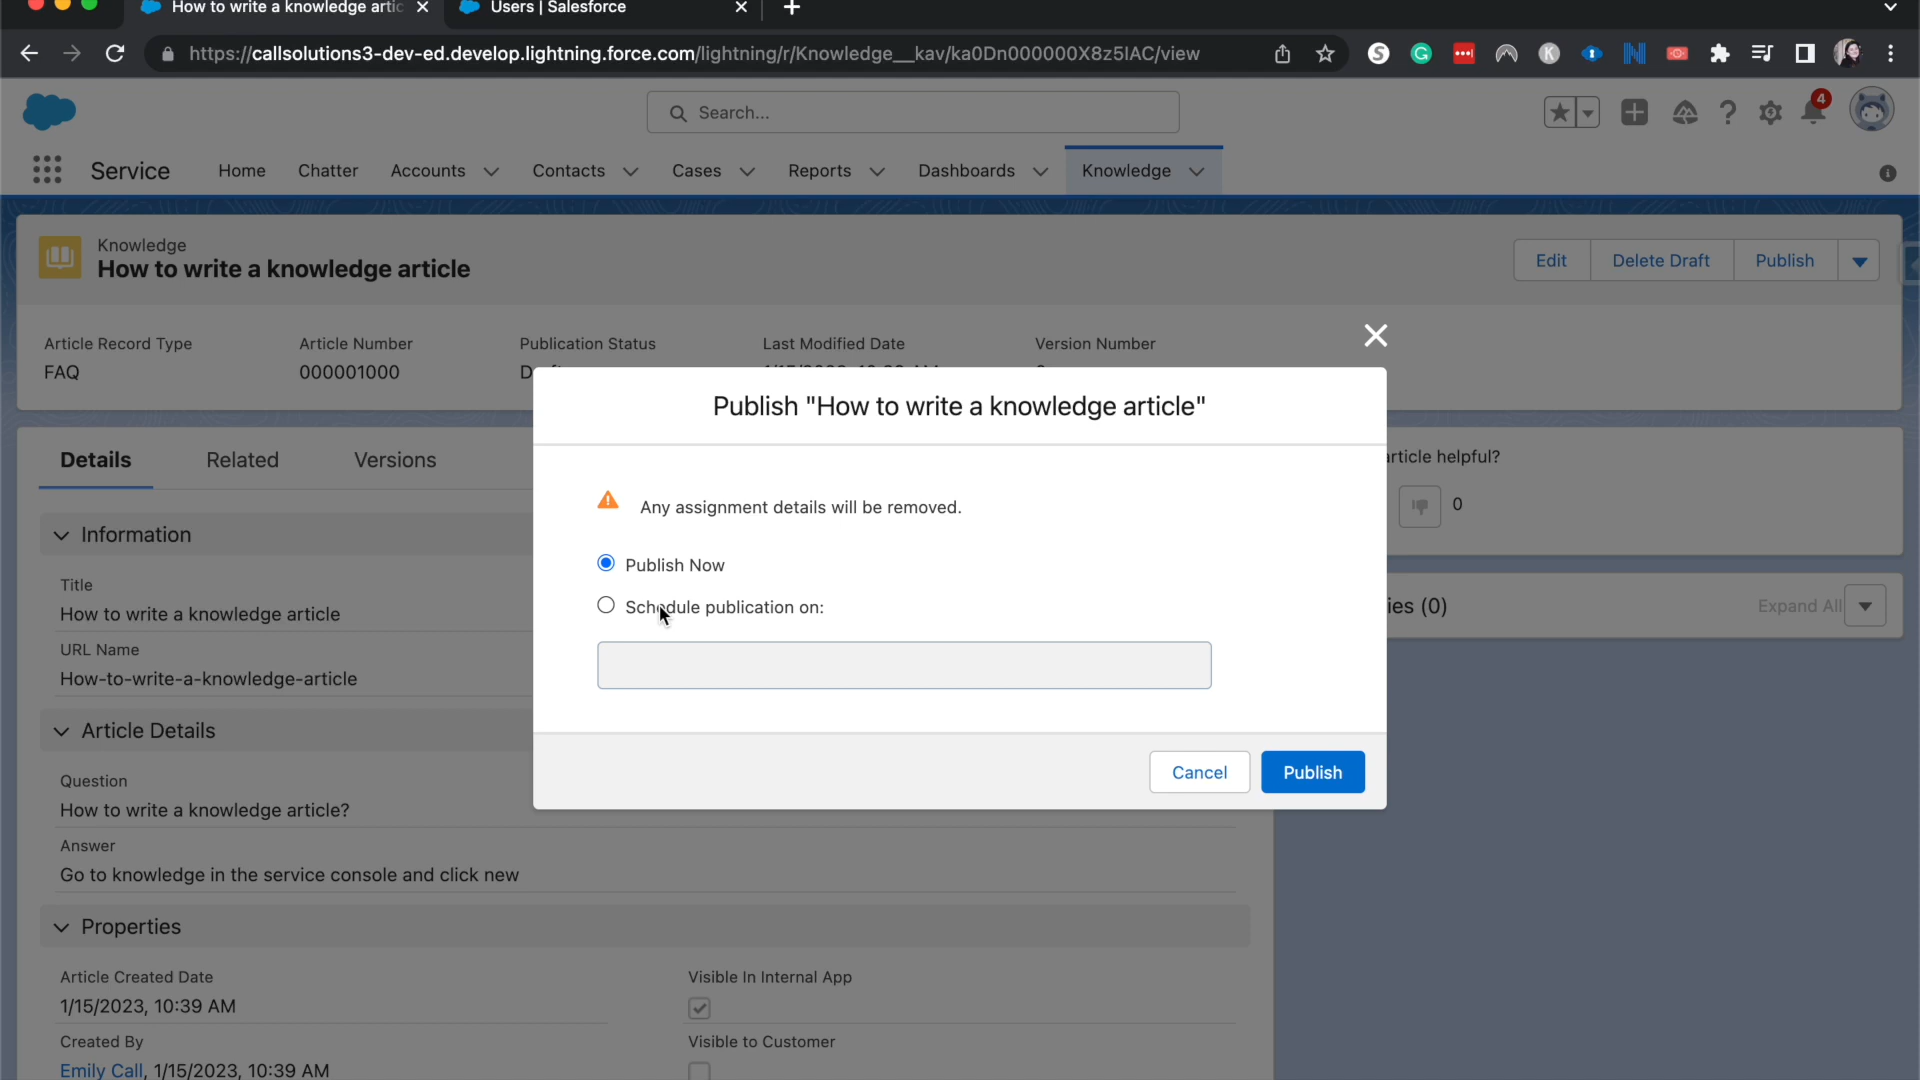 How to write a knowledge artic
Users | Salesforce
https://callsolutions3-dev-ed.develop.lightning.force.com/lightning/r/Knowledge__kav/ka0Dn000000X8z5IAC/view
Search...
4
Service
Home
Chatter
Accounts
Contacts
Cases
Reports
Dashboards
Knowledge
Knowledge
How to write a knowledge article
Edit
Delete Draft
Publish
Article Record Type
Article Number
Publication Status
Last Modified Date
Version Number
FAQ
000001000
Publish "How to write a knowledge article"
Details
Related
Versions
article helpful?
0
Any assignment details will be removed.
Information
Publish Now
Title
How to write a knowledge article
Schedule publication on:
ies (0)
Expand All
URL Name
How-to-write-a-knowledge-article
Article Details
Cancel
Publish
Question
How to write a knowledge article?
Answer
Go to knowledge in the service console and click new
Properties
Article Created Date
Visible In Internal App
1/15/2023, 10:39 AM
Created By
Visible to Customer
Emily Call, 1/15/2023, 10:39 AM